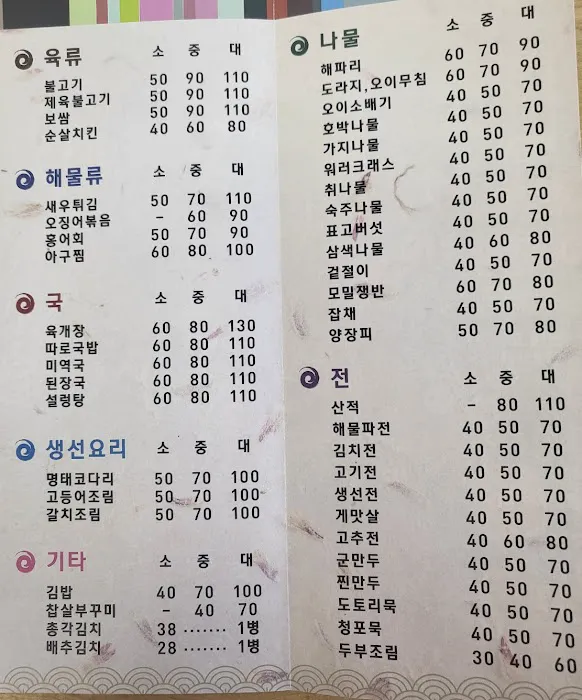 육류 소 중 대
불고기 50 90 110
제육불고기 50 90 110
보쌈 50 90 110
순살치킨 40 60 80
해물류 소 중 대
새우튀김 50 70 110
오징어볶음 - 60 90
홍어회 50 70 90
아구찜 60 80 100
국 소 중 대
육개장 60 80 130
따로국밥 60 80 110
미역국 60 80 110
된장국 60 80 110
설렁탕 60 80 110
생선요리 소 중 대
명태코다리 50 70 100
고등어조림 50 70 100
갈치조림 50 70 100
기타 소 중 대
김밥 40 70 100
찹쌀부꾸미 - 40 70
총각김치 38 ······· 1병
배추김치 28 ······· 1병
나물 소 중 대
해파리 60 70 90
도라지,오이무침 60 70 90
오이소배기 40 50 70
호박나물 40 50 70
가지나물 40 50 70
워러크래스 40 50 70
취나물 40 50 70
숙주나물 40 50 70
표고버섯 40 50 70
삼색나물 40 60 80
겉절이 40 50 70
모밀쟁반 60 70 80
잡채 40 50 70
양장피 50 70 80
전 소 중 대
산적 - 80 110
해물파전 40 50 70
김치전 40 50 70
고기전 40 50 70
생선전 40 50 70
게맛살 40 50 70
고추전 40 60 80
군만두 40 50 70
찐만두 40 50 70
도토리묵 40 50 70
청포묵 40 50 70
두부조림 30 40 60